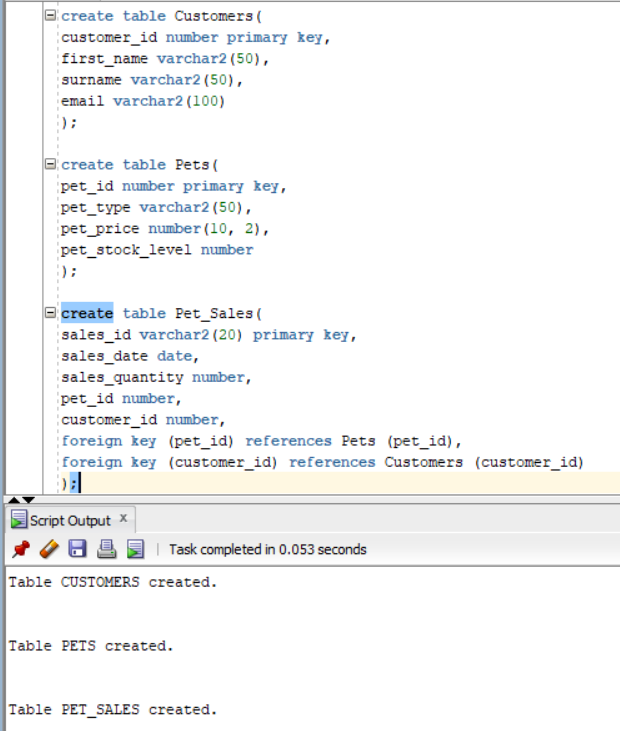 create table Customers(
customer_id number primary key,
first_name varchar2(50),
surname varchar2(50),
email varchar2(100)
);
create table Pets(
pet_id number primary key,
pet_type varchar2(50),
pet_price number(10, 2),
pet_stock_level number
);
create table Pet_Sales(
sales_id varchar2(20) primary key,
sales_date date,
sales_quantity number,
pet_id number,
customer_id number,
foreign key (pet_id) references Pets (pet_id),
foreign key (customer_id) references Customers (customer_id)
);
Script Output x
Task completed in 0.053 seconds
Table CUSTOMERS created.
Table PETS created.
Table PET_SALES created.